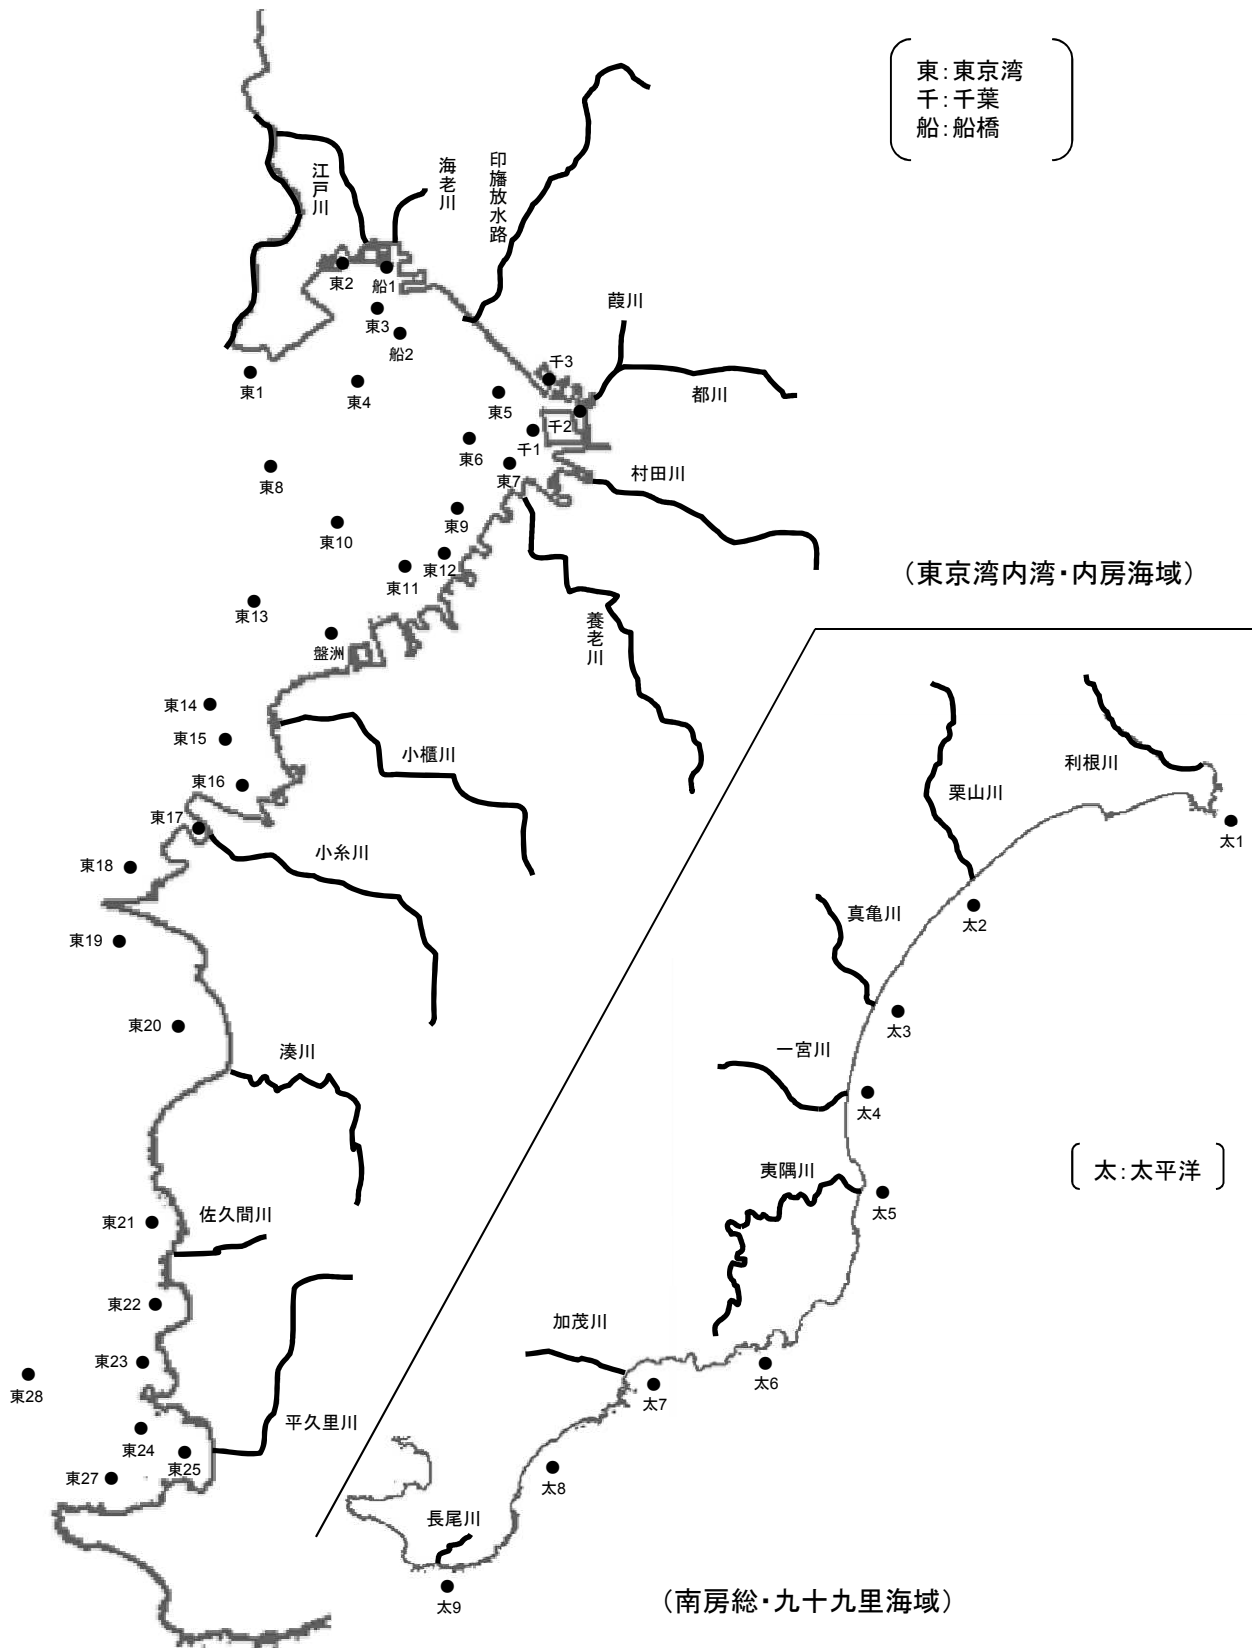 東:東京湾
千:千葉
船:船橋
江戸川
海老川
印旛放水路
東2
船1
東3
船2
葭川
千3
東1
東4
東5
都川
千2
千1
東6
東7
村田川
東8
東9
東10
東12
東11
(東京湾内湾・内房海域)
東13
盤洲
養老川
東14
東15
小櫃川
利根川
東16
栗山川
東17
太1
小糸川
東18
真亀川
太2
東19
東20
太3
湊川
一宮川
太4
夷隅川
太:太平洋
太5
佐久間川
東21
東22
加茂川
東23
太6
東28
太7
平久里川
東24
東25
東27
太8
長尾川
太9
(南房総・九十九里海域)